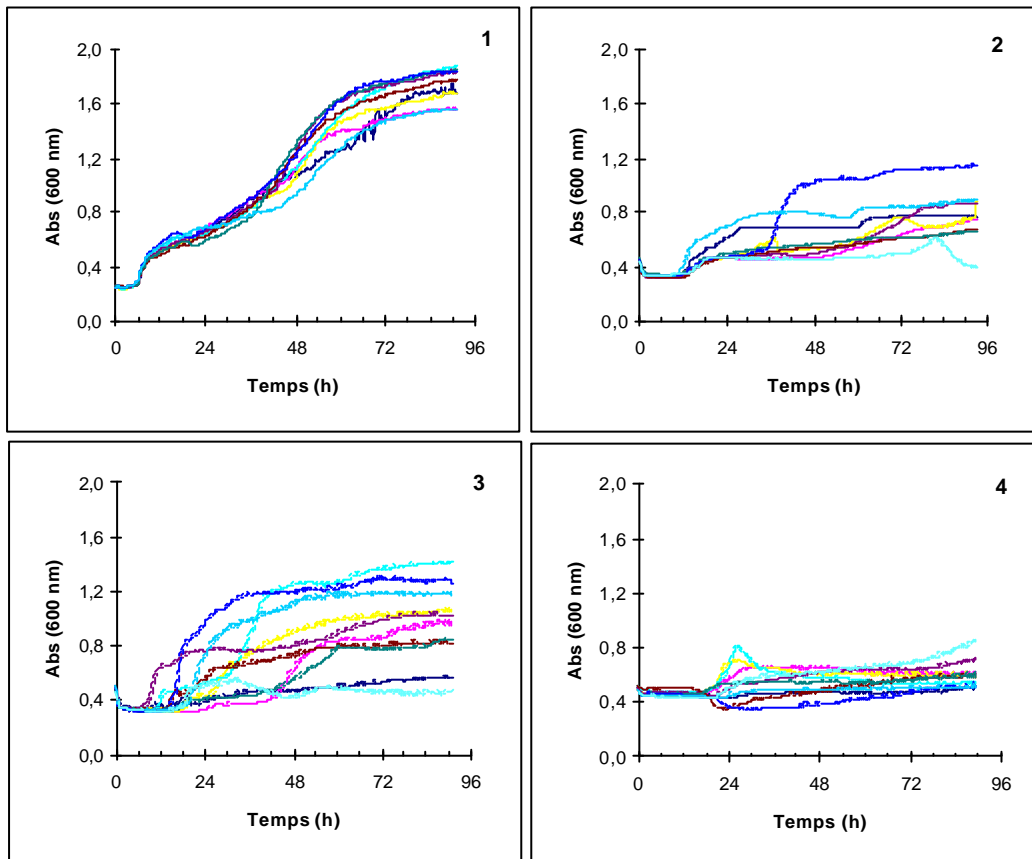 1
Abs (600 nm)
2,0
1,6
1,2
0,8
0,4
0,0
0 24 48 72 96
Temps (h)
2
Abs (600 nm)
2,0
1,6
1,2
0,8
0,4
0,0
0 24 48 72 96
Temps (h)
3
Abs (600 nm)
2,0
1,6
1,2
0,8
0,4
0,0
0 24 48 72 96
Temps (h)
4
Abs (600 nm)
2,0
1,6
1,2
0,8
0,4
0,0
0 24 48 72 96
Temps (h)